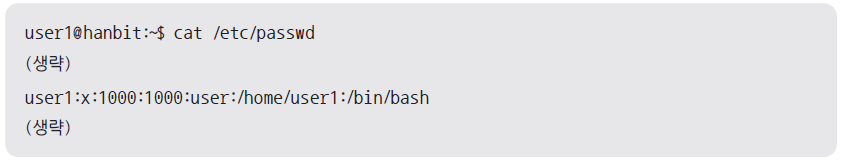 user1@hanbit:~$ cat /etc/passwd
(생략)
user1:x:1000:1000:user:/home/user1:/bin/bash
(생략)